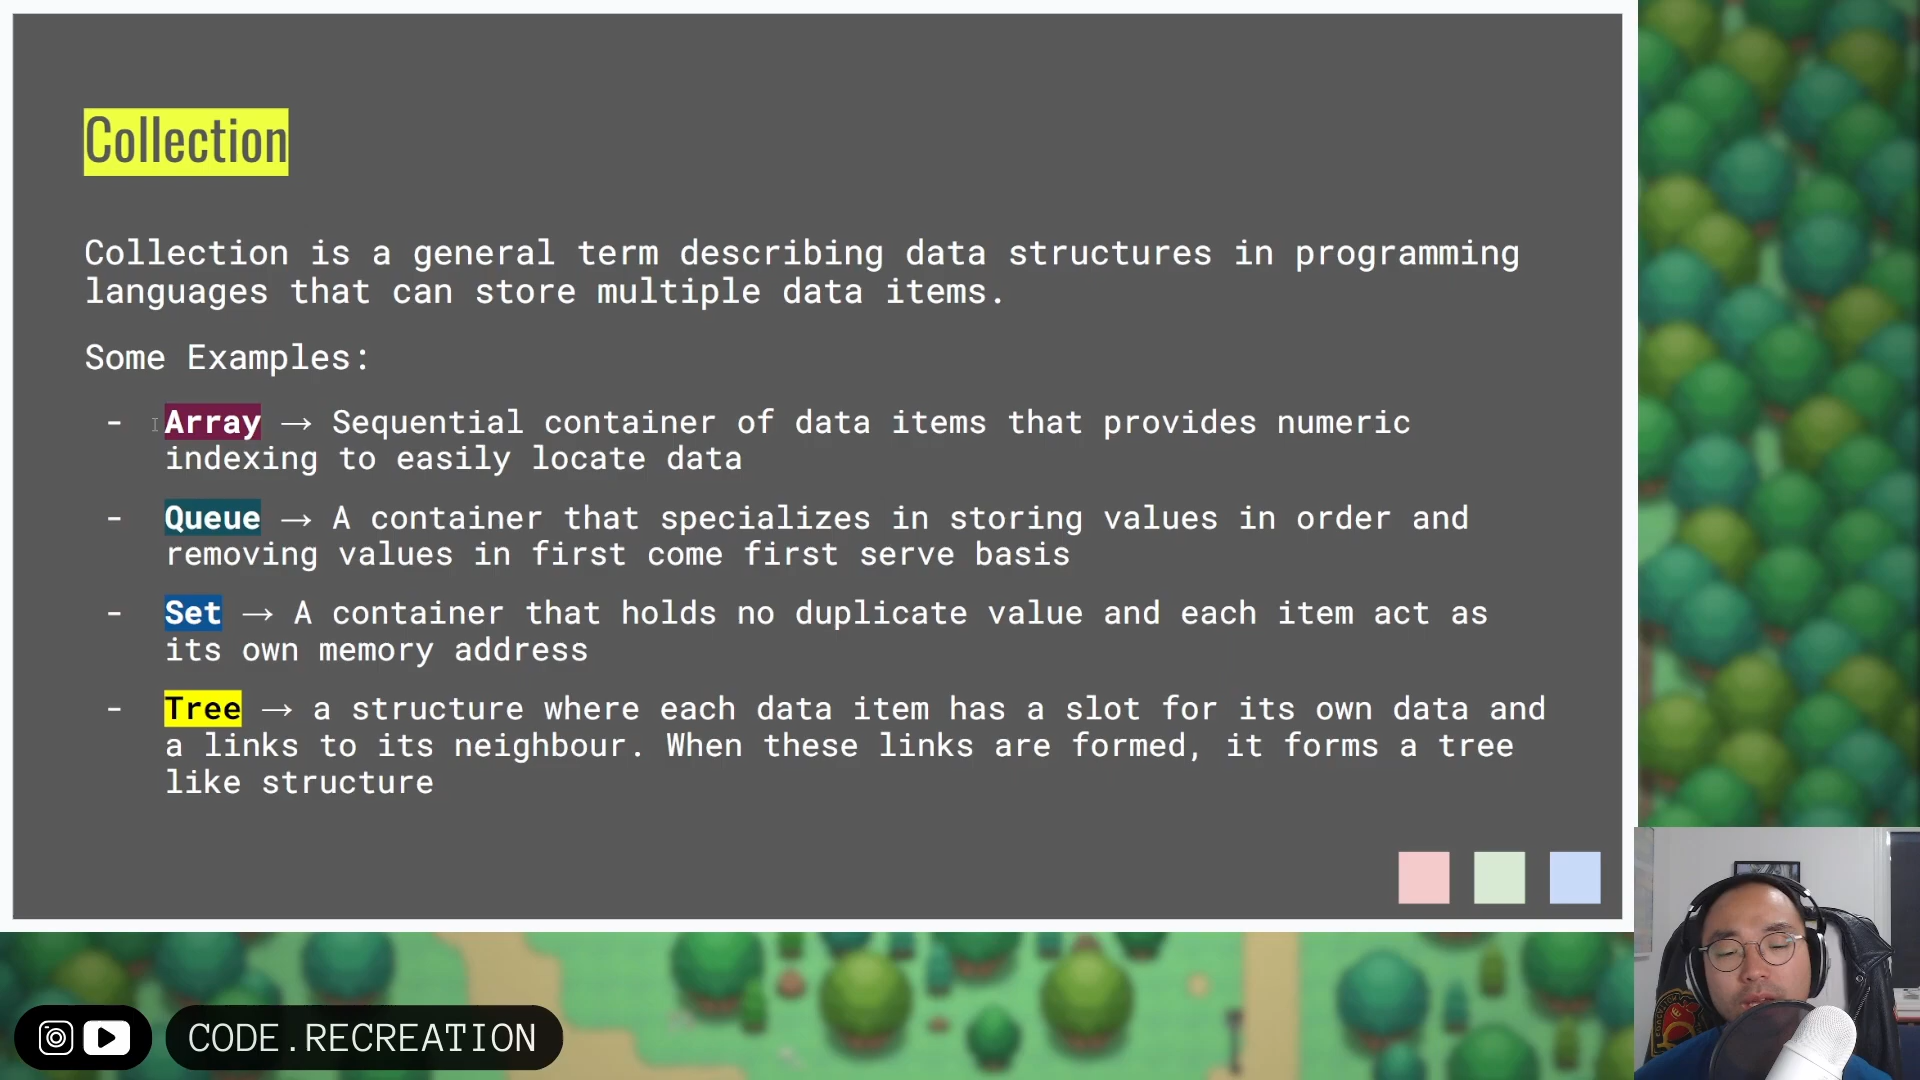 Collection
Collection is a general term describing data structures in programming
languages that can store multiple data items.
Some Examples:
- Array → Sequential container of data items that provides numeric
indexing to easily locate data
- Queue → A container that specializes in storing values in order and
removing values in first come first serve basis
- Set → A container that holds no duplicate value and each item act as
its own memory address
- Tree → a structure where each data item has a slot for its own data and
a links to its neighbour. When these links are formed, it forms a tree
like structure
CODE.RECREATION